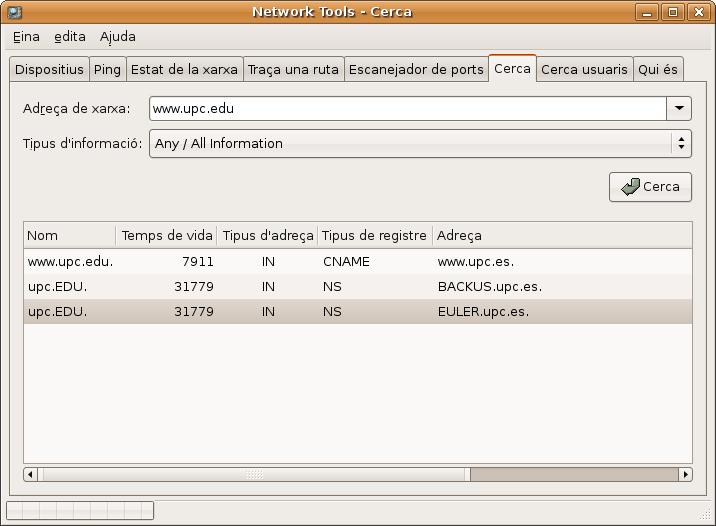 Network Tools - Cerca
Eina edita Ajuda
Dispositius Ping Estat de la xarxa Traça una ruta Escanejador de ports Cerca Cerca usuaris Qui és
Adreça de xarxa: www.upc.edu
Tipus d'informació: Any / All Information
Cerca
Nom Temps de vida Tipus d'adreça Tipus de registre Adreça
www.upc.edu. 7911 IN CNAME www.upc.es.
upc.EDU. 31779 IN NS BACKUS.upc.es.
upc.EDU. 31779 IN NS EULER.upc.es.